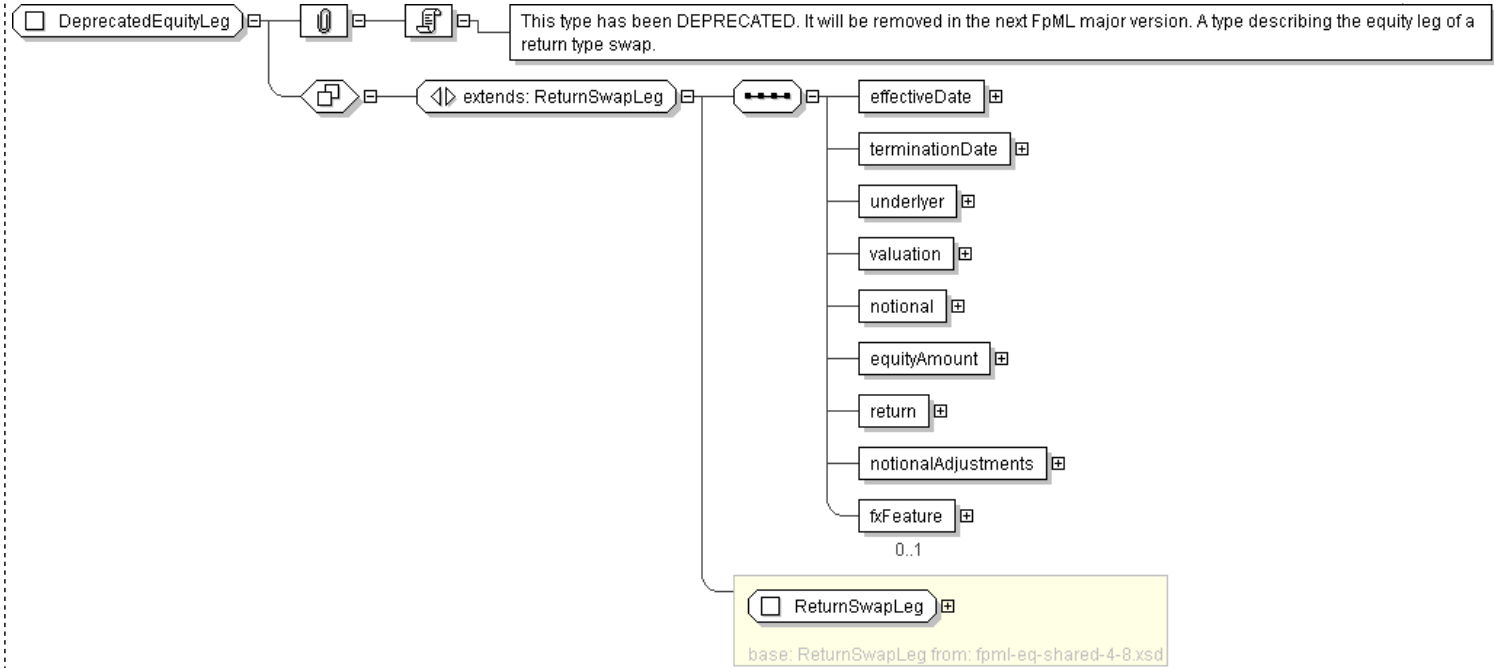 DeprecatedEquityLeg
This type has been DEPRECATED. It will be removed in the next FpML major version. A type describing the equity leg of a
return type swap.
extends: ReturnSwapLeg
effectiveDate
terminationDate
underlyer
valuation
notional
equityAmount
return
notionalAdjustments
fxFeature
0..1
ReturnSwapLeg
base: ReturnSwapLeg from: fpml-eq-shared-4-8.xsd